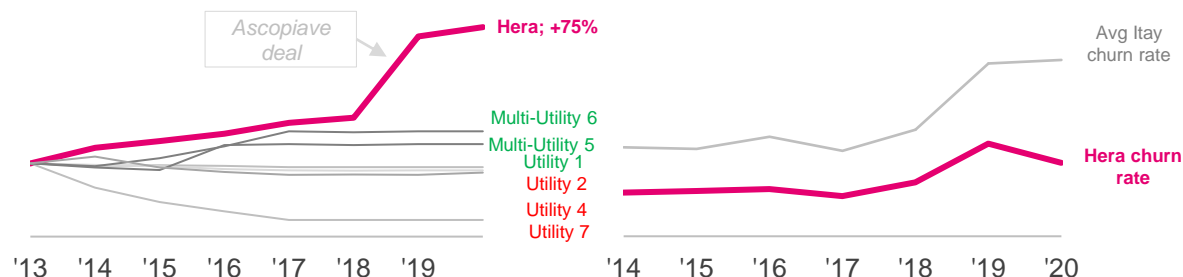 Ascopiave
deal
Hera; +75%
Multi-Utility 6
Multi-Utility 5
Utility 1
Utility 2
Utility 4
Utility 7
'13 '14 '15 '16 '17 '18 '19
Avg Itay
churn rate
Hera churn
rate
'14 '15 '16 '17 '18 '19 '20